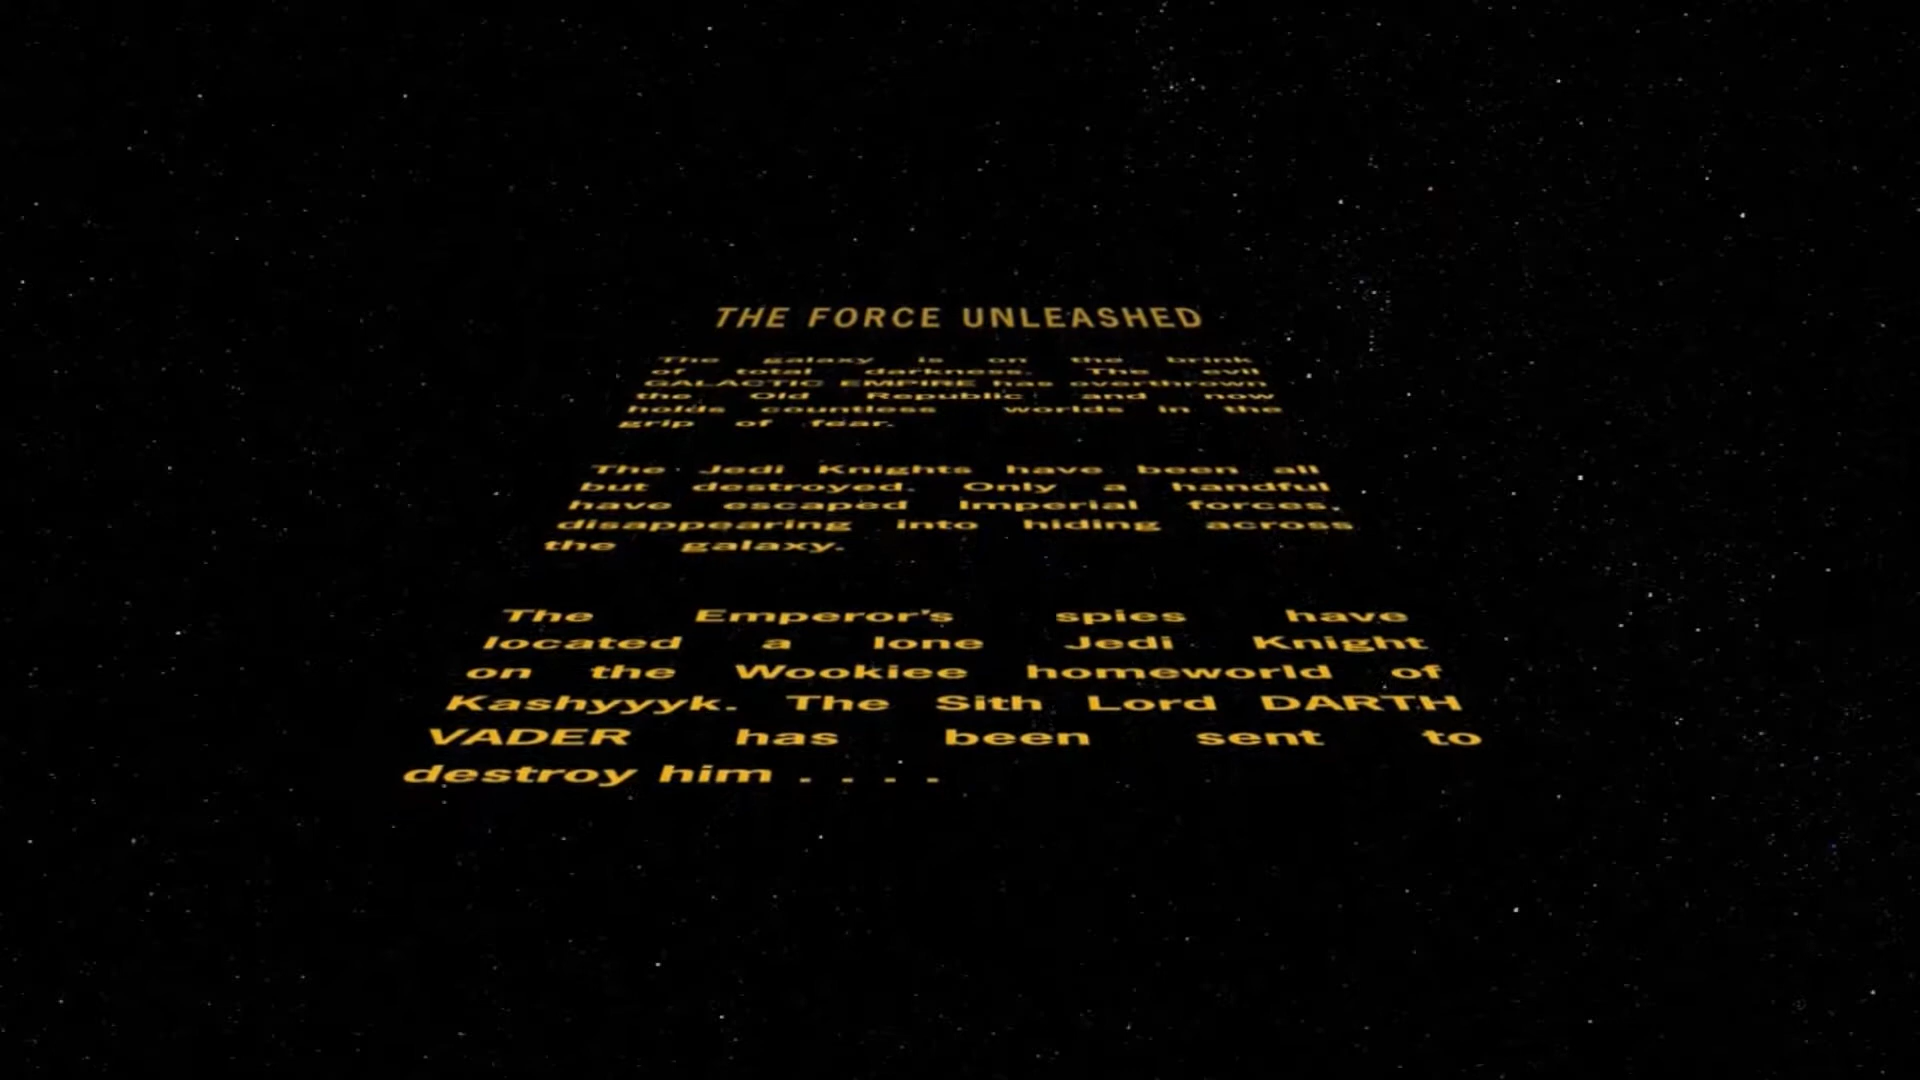 THE FORCE UNLEASHED
The galaxy is on the brink
of total darkness. The evil
GALACTIC EMPIRE has overthrown
the Old Republic and now
holds countless worlds in the
grip of fear.
The Jedi Knights have been all
but destroyed. Only a handful
have escaped Imperial forces,
disappearing into hiding across
the galaxy.
The Emperor's spies have
located a lone Jedi Knight
on the Wookiee homeworld of
Kashyyyk. The Sith Lord DARTH
VADER has been sent to
destroy him . . . .